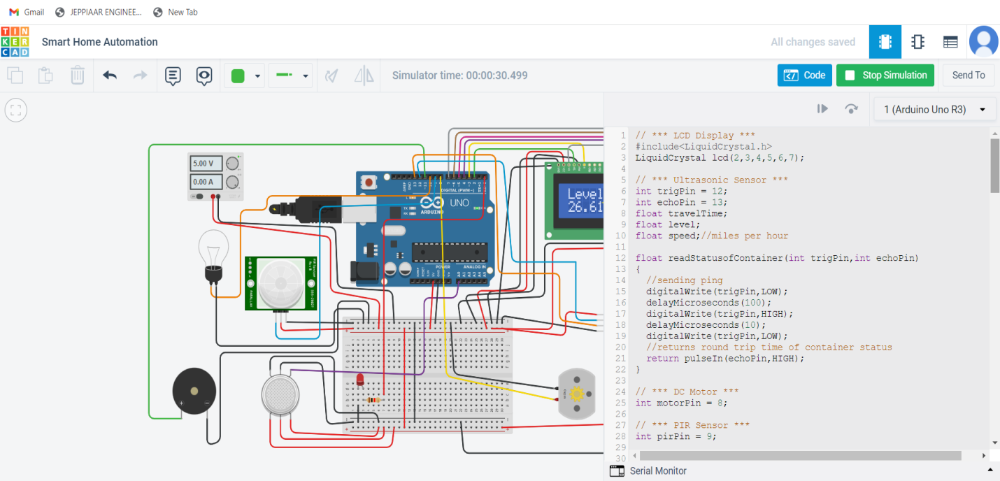 Gmail
JEPPIAAR ENGINEE...
New Tab
TIN
KER
CAD
Smart Home Automation
All changes saved
Simulator time: 00:00:30.499
Code
Stop Simulation
Send To
1 (Arduino Uno R3)
5.00 V
0.00 A
DIGITAL (PWM~)
UNO
ARDUINO
POWER
ANALOG IN
Level
26.61
1 // *** LCD Display ***
2 #include<LiquidCrystal.h>
3 LiquidCrystal lcd(2,3,4,5,6,7);
4
5 // *** Ultrasonic Sensor ***
6 int trigPin = 12;
7 int echoPin = 13;
8 float travelTime;
9 float level;
10 float speed;//miles per hour
11
12 float readStatusofContainer(int trigPin,int echoPin)
13 {
14 //sending ping
15 digitalWrite(trigPin,LOW);
16 delayMicroseconds(100);
17 digitalWrite(trigPin,HIGH);
18 delayMicroseconds(10);
19 digitalWrite(trigPin,LOW);
20 //returns round trip time of container status
21 return pulseIn(echoPin,HIGH);
22 }
23
24 // *** DC Motor ***
25 int motorPin = 8;
26
27 // *** PIR Sensor ***
28 int pirPin = 9;
29
30
Serial Monitor